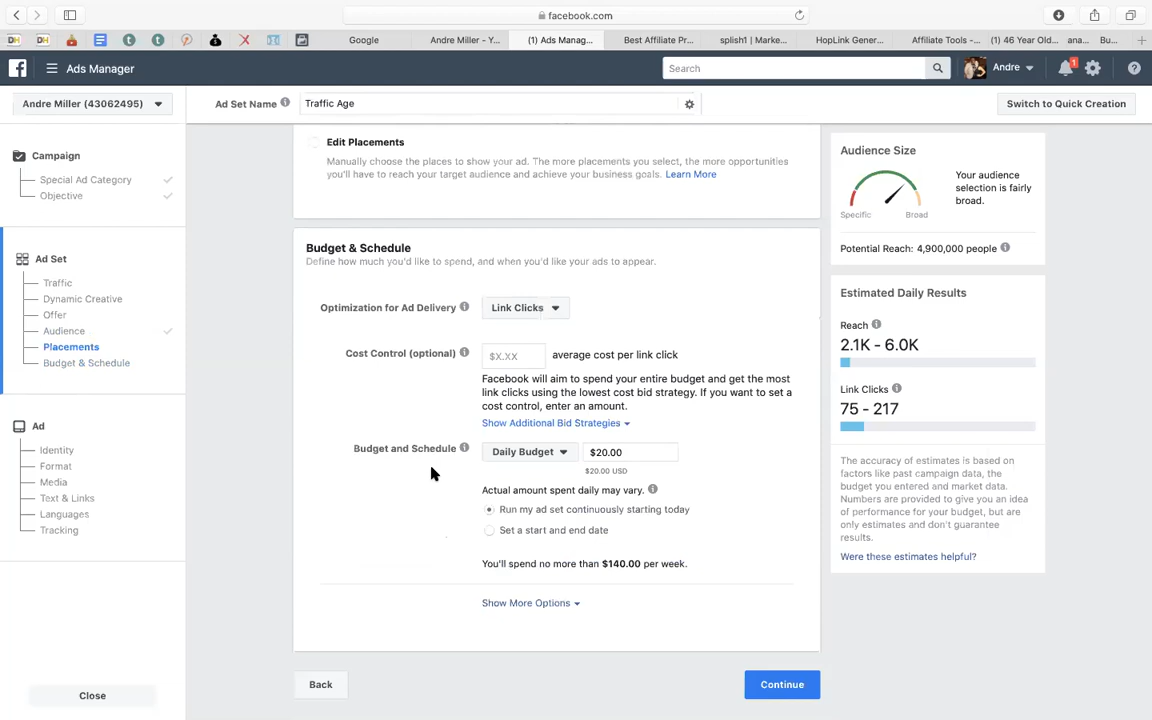 facebook.com
Google
Andre Miller - Y...
(1) Ads Manag...
Best Affiliate Pr...
splish1 | Marke...
HopLink Gener...
Affiliate Tools -...
(1) 46 Year Old...
ana...
Bu...
Ads Manager
Search
Andre
1
Andre Miller (43062495)
Ad Set Name
Traffic Age
Switch to Quick Creation
Campaign
Special Ad Category
Objective
Ad Set
Traffic
Dynamic Creative
Offer
Audience
Placements
Budget & Schedule
Ad
Identity
Format
Media
Text & Links
Languages
Tracking
Close
Edit Placements
Manually choose the places to show your ad. The more placements you select, the more opportunities
you'll have to reach your target audience and achieve your business goals. Learn More
Budget & Schedule
Define how much you'd like to spend, and when you'd like your ads to appear.
Optimization for Ad Delivery
Link Clicks
Cost Control (optional)
$X.XX
average cost per link click
Facebook will aim to spend your entire budget and get the most
link clicks using the lowest cost bid strategy. If you want to set a
cost control, enter an amount.
Show Additional Bid Strategies
Budget and Schedule
Daily Budget
$20.00
$20.00 USD
Actual amount spent daily may vary.
Run my ad set continuously starting today
Set a start and end date
You'll spend no more than $140.00 per week.
Show More Options
Back
Continue
Audience Size
Your audience
selection is fairly
broad.
Specific
Broad
Potential Reach: 4,900,000 people
Estimated Daily Results
Reach
2.1K - 6.0K
Link Clicks
75 - 217
The accuracy of estimates is based on
factors like past campaign data, the
budget you entered and market data.
Numbers are provided to give you an idea
of performance for your budget, but are
only estimates and don't guarantee
results.
Were these estimates helpful?